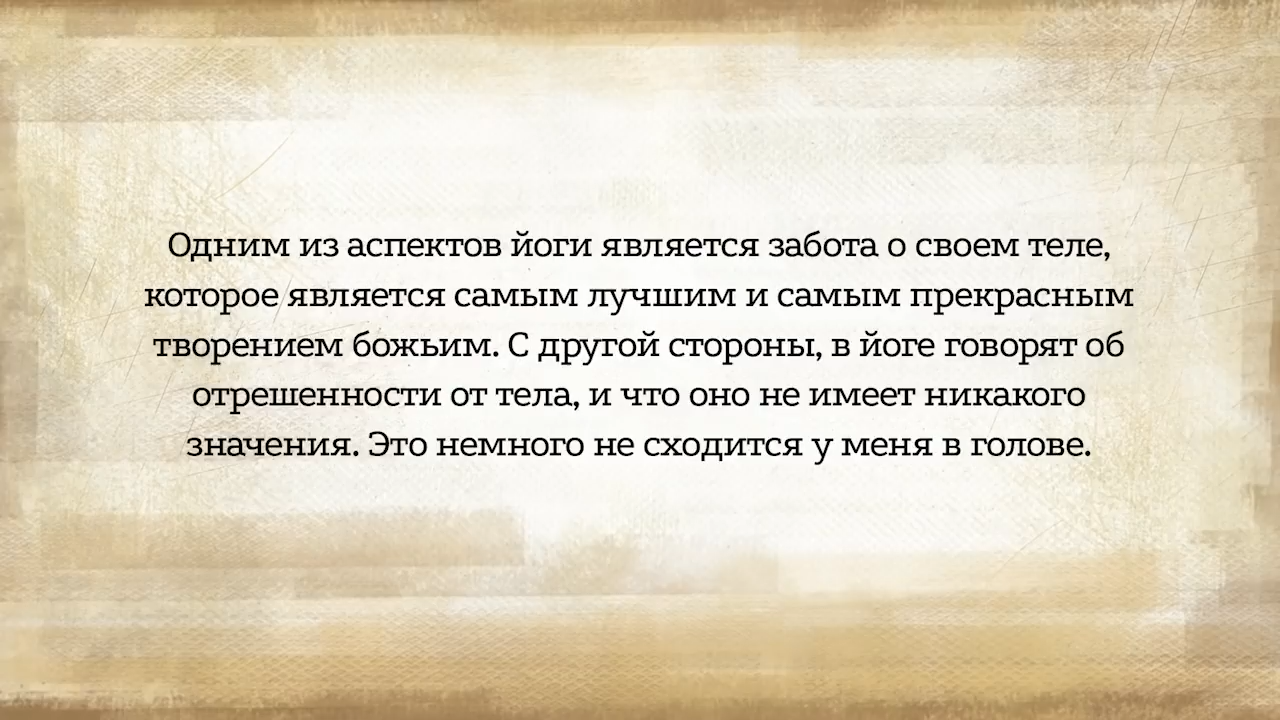 Одним из аспектов йоги является забота о своем теле,
которое является самым лучшим и самым прекрасным
творением божьим. С другой стороны, в йоге говорят об
отрешенности от тела, и что оно не имеет никакого
значения. Это немного не сходится у меня в голове.